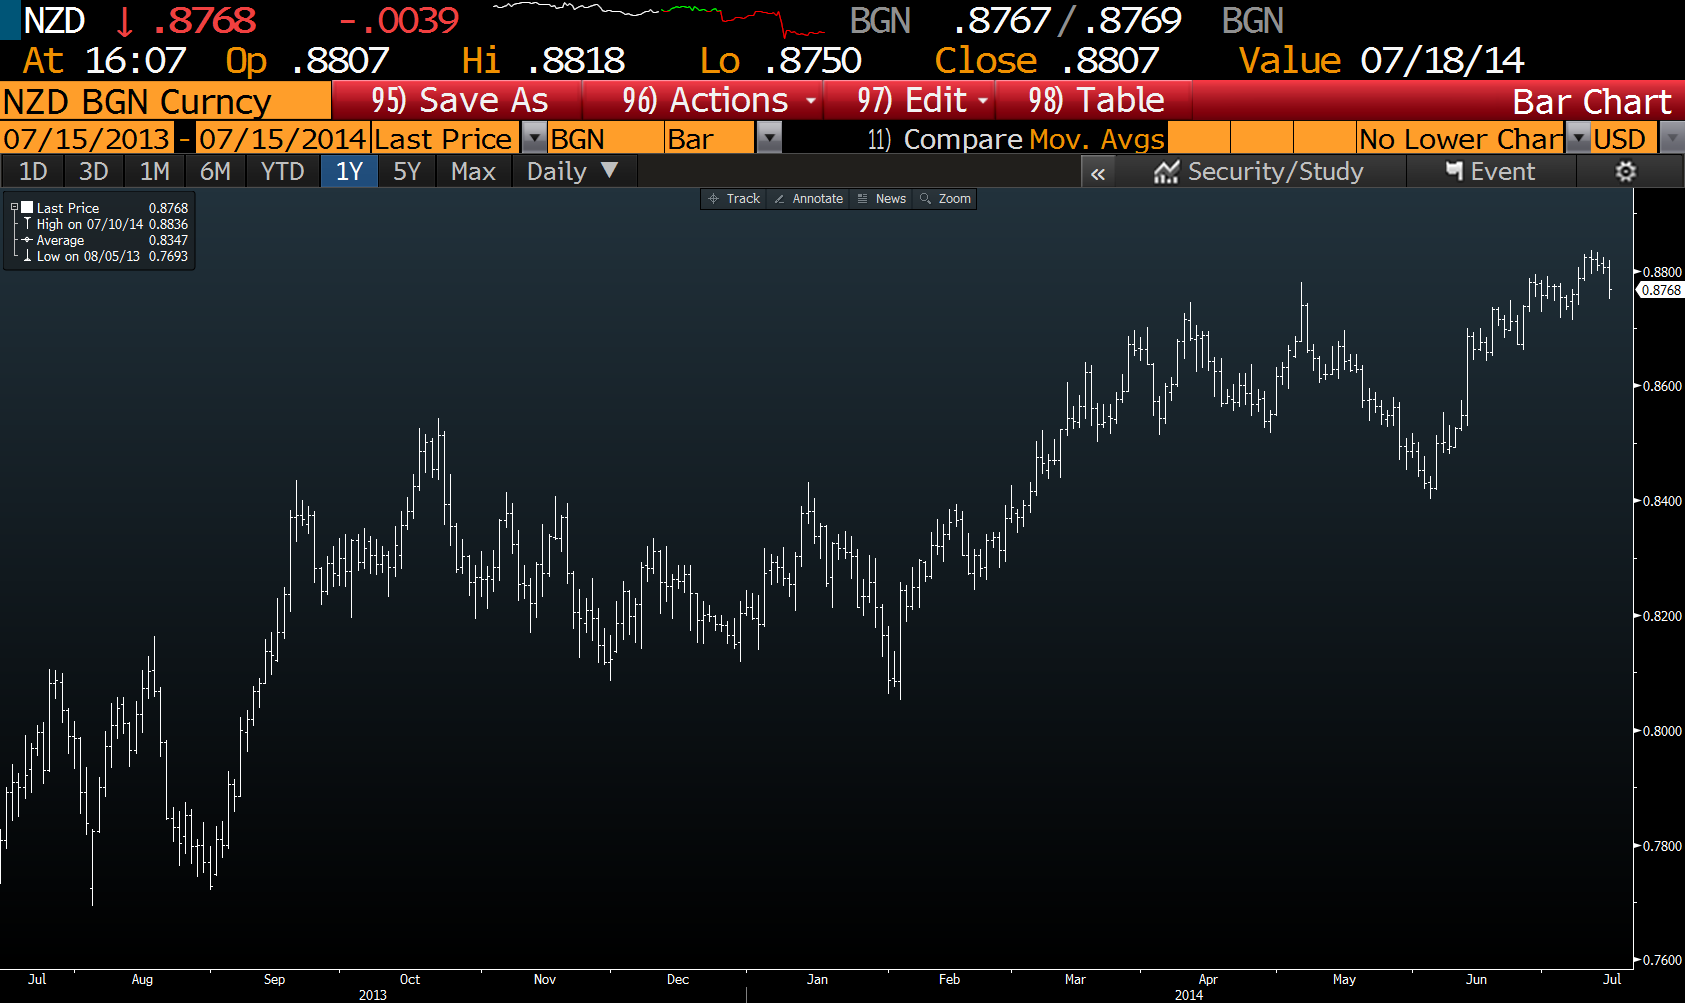 NZD ↓ .8768 -.0039 BGN .8767/.8769 BGN
At 16:07 Op .8807 Hi .8818 Lo .8750 Close .8807 Value 07/18/14
NZD BGN Curncy 95) Save As 96) Actions 97) Edit 98) Table Bar Chart
07/15/2013 - 07/15/2014 Last Price BGN Bar 11) Compare Mov. Avgs No Lower Char USD
1D 3D 1M 6M YTD 1Y 5Y Max Daily ▼ « Security/Study Event
Track Annotate News Zoom
Last Price 0.8768
High on 07/10/14 0.8836
Average 0.8347
Low on 08/05/13 0.7693
0.8800
0.8768
0.8600
0.8400
0.8200
0.8000
0.7800
0.7600
Jul Aug Sep Oct Nov Dec Jan Feb Mar Apr May Jun Jul
2013 2014